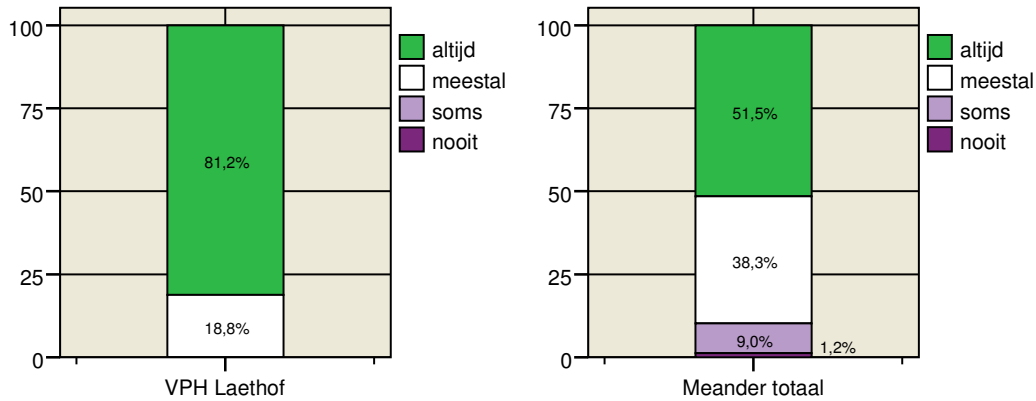 100
75
50
25
0
81,2%
18,8%
VPH Laethof
altijd
meestal
soms
nooit
100
75
50
25
0
51,5%
38,3%
9,0%
1,2%
Meander totaal
altijd
meestal
soms
nooit